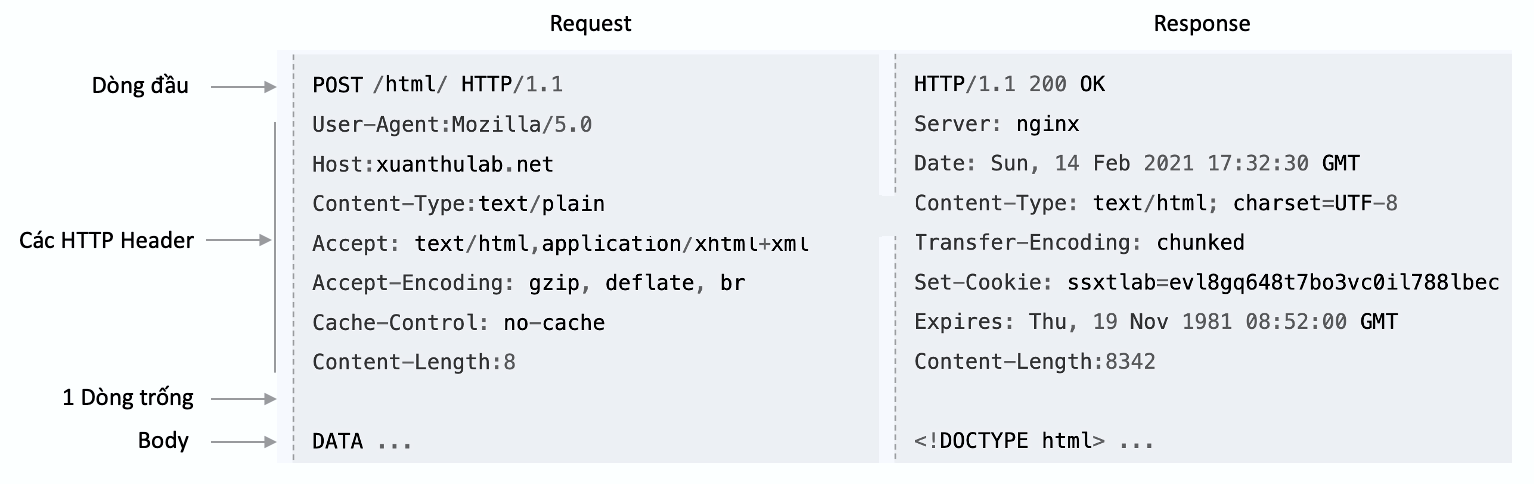 Request
Response
Dòng đầu
POST /html/ HTTP/1.1
User-Agent:Mozilla/5.0
Host:xuanthulab.net
Content-Type:text/plain
Accept: text/html,application/xhtml+xml
Accept-Encoding: gzip, deflate, br
Cache-Control: no-cache
Content-Length:8
DATA ...
HTTP/1.1 200 OK
Server: nginx
Date: Sun, 14 Feb 2021 17:32:30 GMT
Content-Type: text/html; charset=UTF-8
Transfer-Encoding: chunked
Set-Cookie: ssxtlab=evl8gq648t7bo3vc0il788lbec
Expires: Thu, 19 Nov 1981 08:52:00 GMT
Content-Length:8342
<!DOCTYPE html> ...
Các HTTP Header
1 Dòng trống
Body